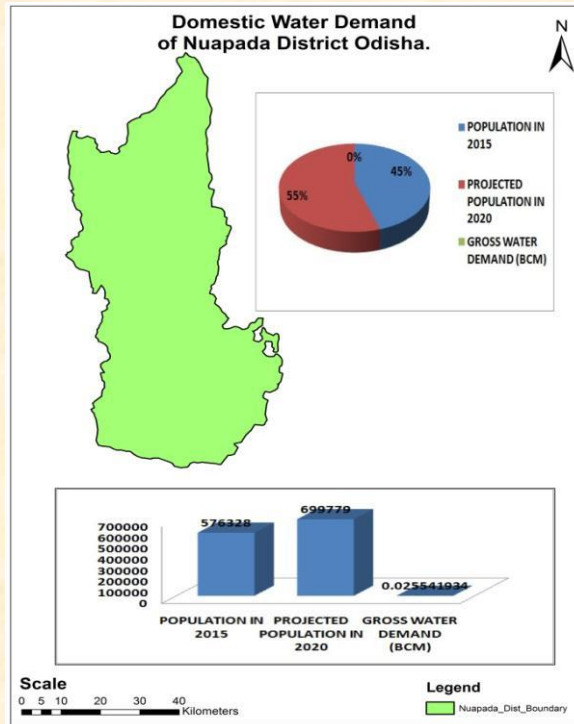 Domestic Water Demand
of Nuapada District Odisha.
N
0%
45%
55%
POPULATION IN
2015
PROJECTED
POPULATION IN
2020
GROSS WATER
DEMAND (BCM)
700000
600000
500000
400000
300000
200000
100000
0
576328
699779
0.025541934
POPULATION IN
2015
PROJECTED
POPULATION IN
2020
GROSS WATER
DEMAND
(BCM)
Scale
0 5 10 20 30 40
Kilometers
Legend
Nuapada_Dist_Boundary